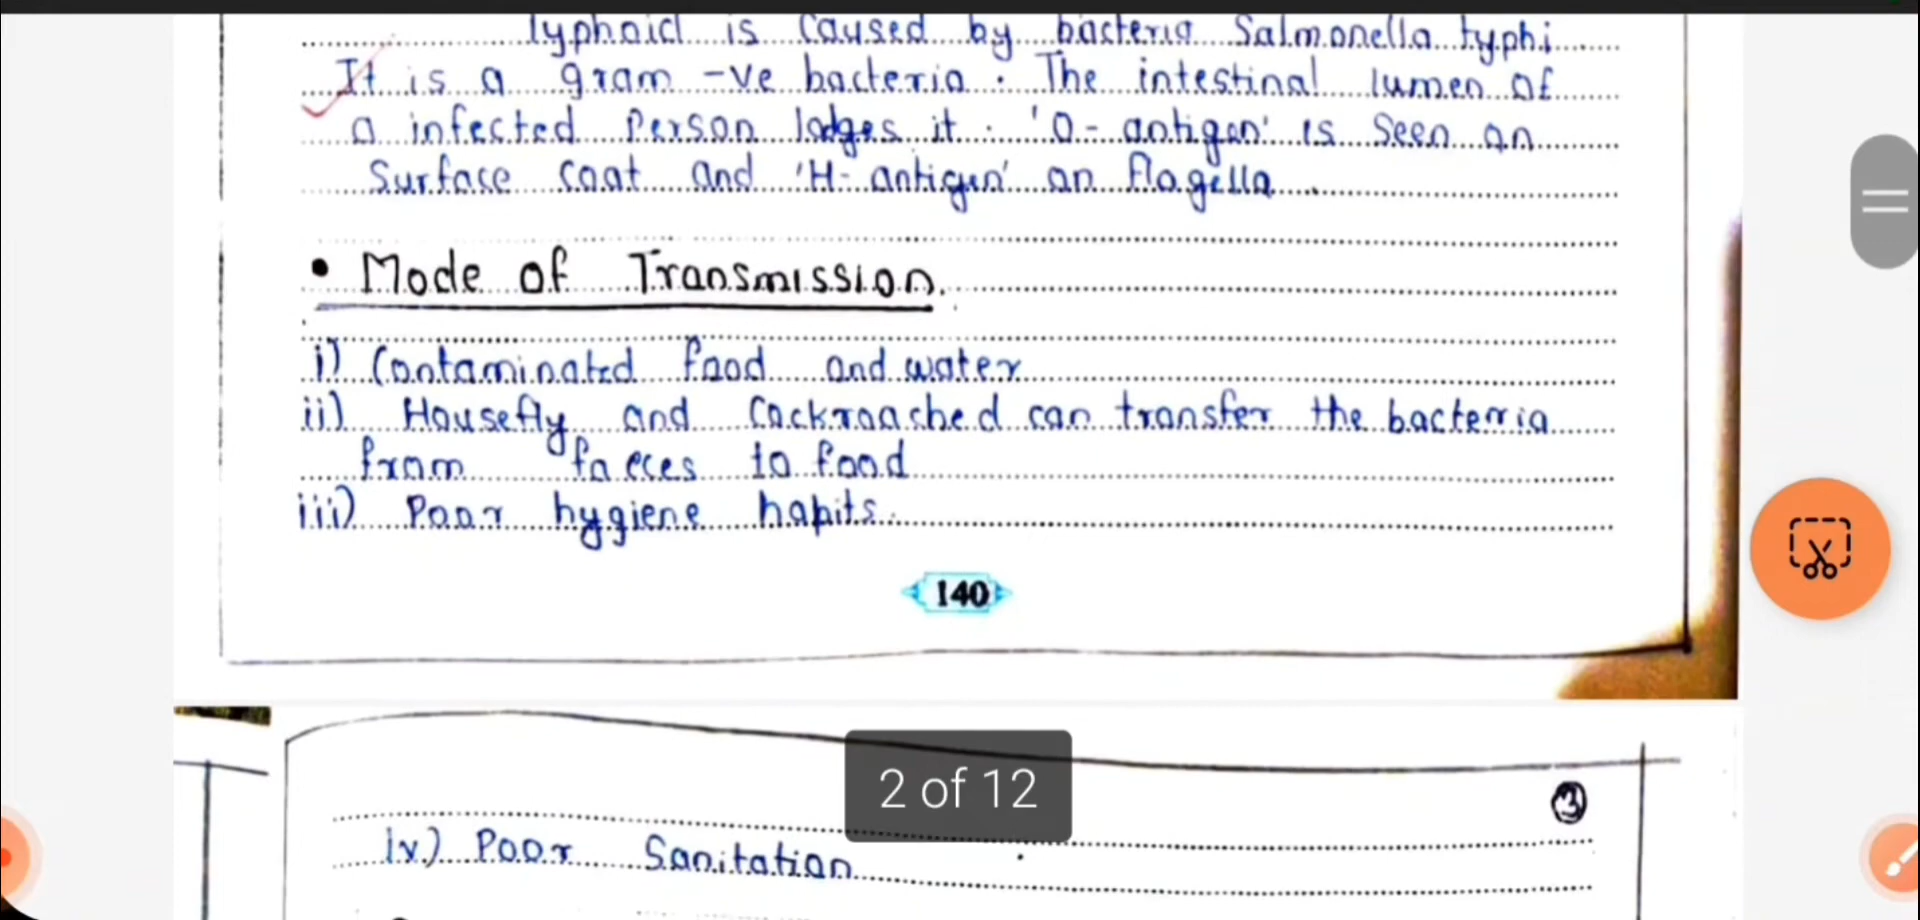 Typhoid is caused by bacteria Salmonella typhi
It is a gram -ve bacteria. The intestinal lumen of
a infected Person lodges it. 'O- antigen' is Seen on
Surface coat and 'H- antigen' on flagella.
• Mode of Transmission.
i) Contaminated food and water
ii) Housefly and Cockroached can transfer the bacterria
from faeces to food
iii) Poor hygiene habits.
140
2 of 12
3
iv.) Poor Sanitation